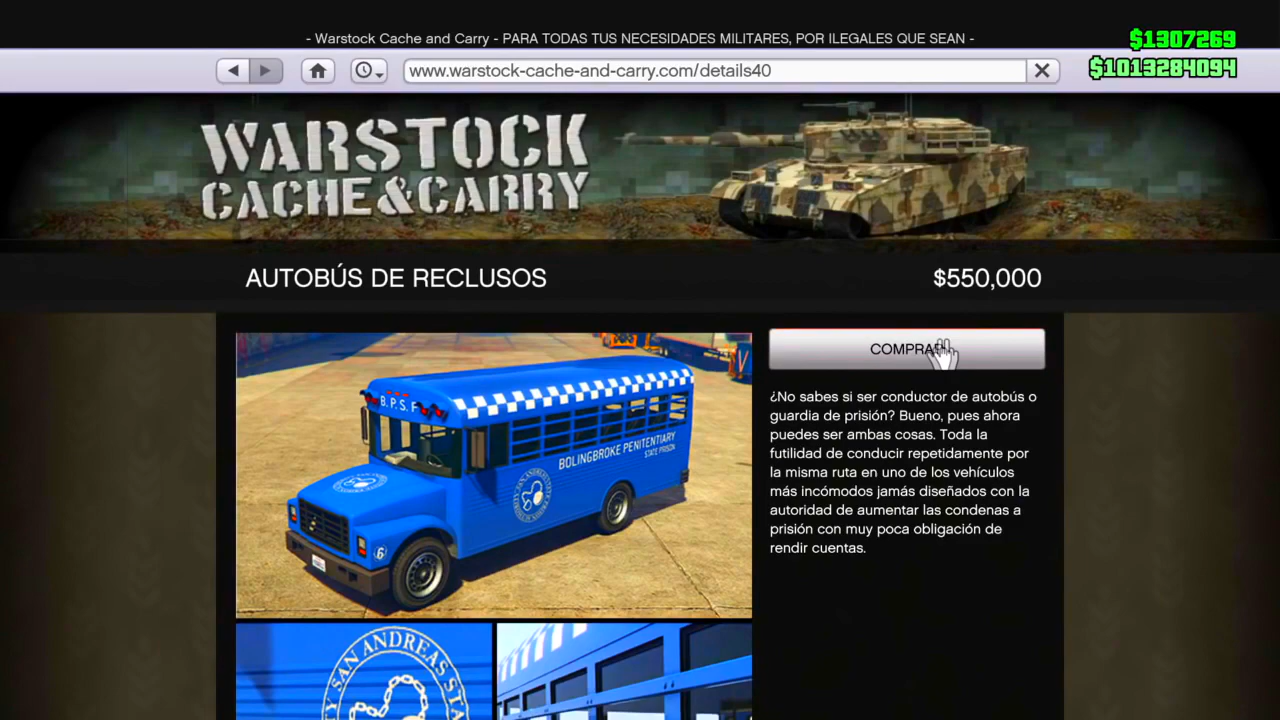 - Warstock Cache and Carry - PARA TODAS TUS NECESIDADES MILITARES, POR ILEGALES QUE SEAN -
$1307269
$1013284094
www.warstock-cache-and-carry.com/details40
WARSTOCK
CACHE&CARRY
AUTOBÚS DE RECLUSOS
$550,000
COMPRAR
¿No sabes si ser conductor de autobús o
guardia de prisión? Bueno, pues ahora
puedes ser ambas cosas. Toda la
futilidad de conducir repetidamente por
la misma ruta en uno de los vehículos
más incómodos jamás diseñados con la
autoridad de aumentar las condenas a
prisión con muy poca obligación de
rendir cuentas.
B.P.S.F
BOLINGBROKE PENITENTIARY
STATE PRISON
6
SAN ANDREAS